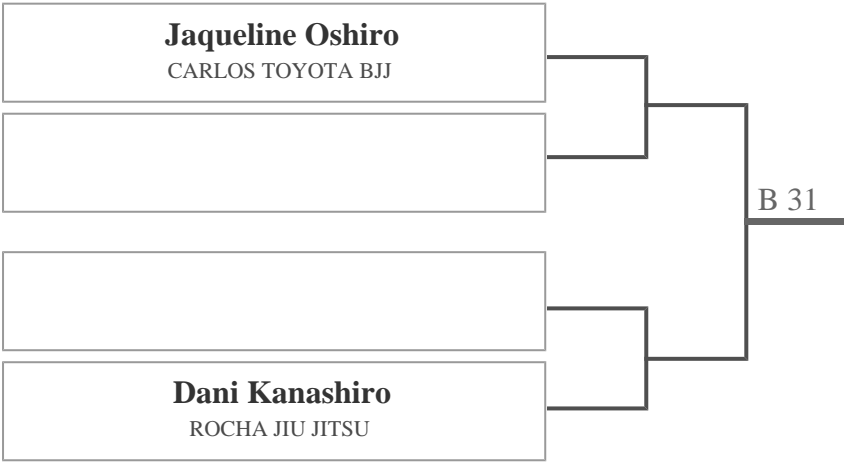 Jaqueline Oshiro
CARLOS TOYOTA BJJ
B 31
Dani Kanashiro
ROCHA JIU JITSU